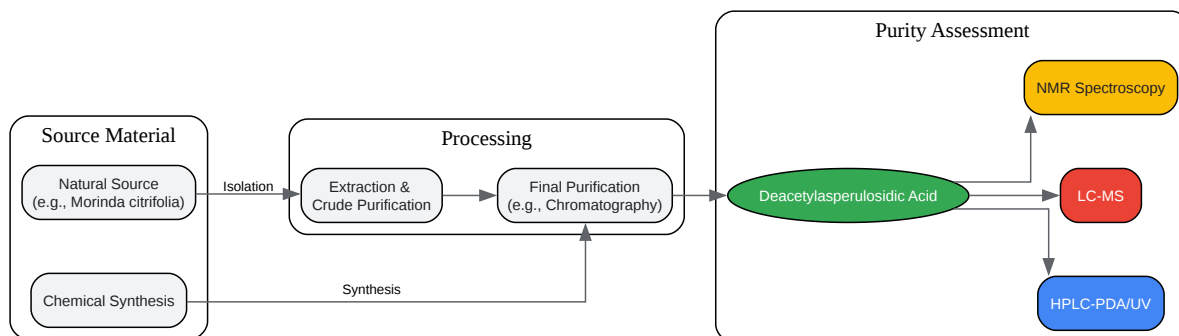 Source Material
Natural Source
(e.g., Morinda citrifolia)
Chemical Synthesis
Isolation
Synthesis
Processing
Extraction &
Crude Purification
Final Purification
(e.g., Chromatography)
Purity Assessment
Deacetylasperulosidic Acid
NMR Spectroscopy
LC-MS
HPLC-PDA/UV